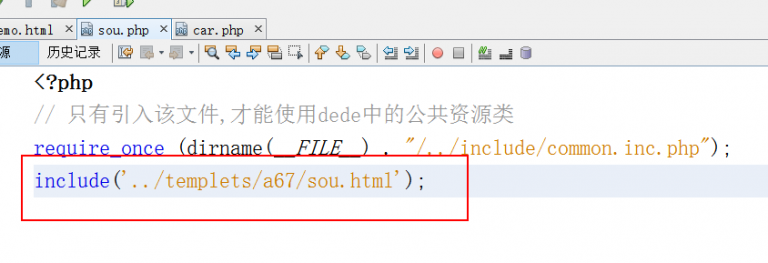 emo.html sou.php car.php
源 历史记录
<?php
// 只有引入该文件,才能使用dede中的公共资源类
require_once (dirname(__FILE__) . "/../include/common.inc.php");
include('../templets/a67/sou.html');